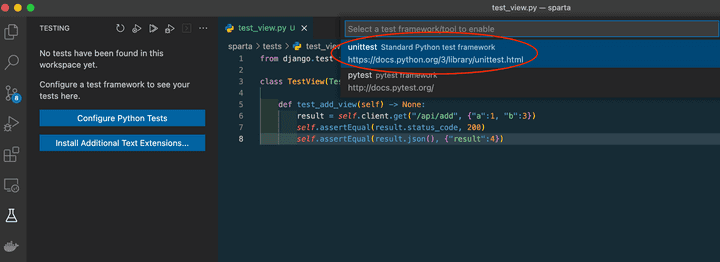 test_view.py — sparta
TESTING
No tests have been found in this
workspace yet.
Configure a test framework to see your
tests here.
Configure Python Tests
Install Additional Text Extensions...
8
test_view.py U
sparta > tests > test_view
Select a test framework/tool to enable
unittest Standard Python test framework
https://docs.python.org/3/library/unittest.html
pytest pytest framework
http://docs.pytest.org/
1 from django.test
2
3 class TestView(Tes
4
5 def test_add_view(self) -> None:
6 result = self.client.get("/api/add", {"a":1, "b":3})
7 self.assertEqual(result.status_code, 200)
8 self.assertEqual(result.json(), {"result":4})